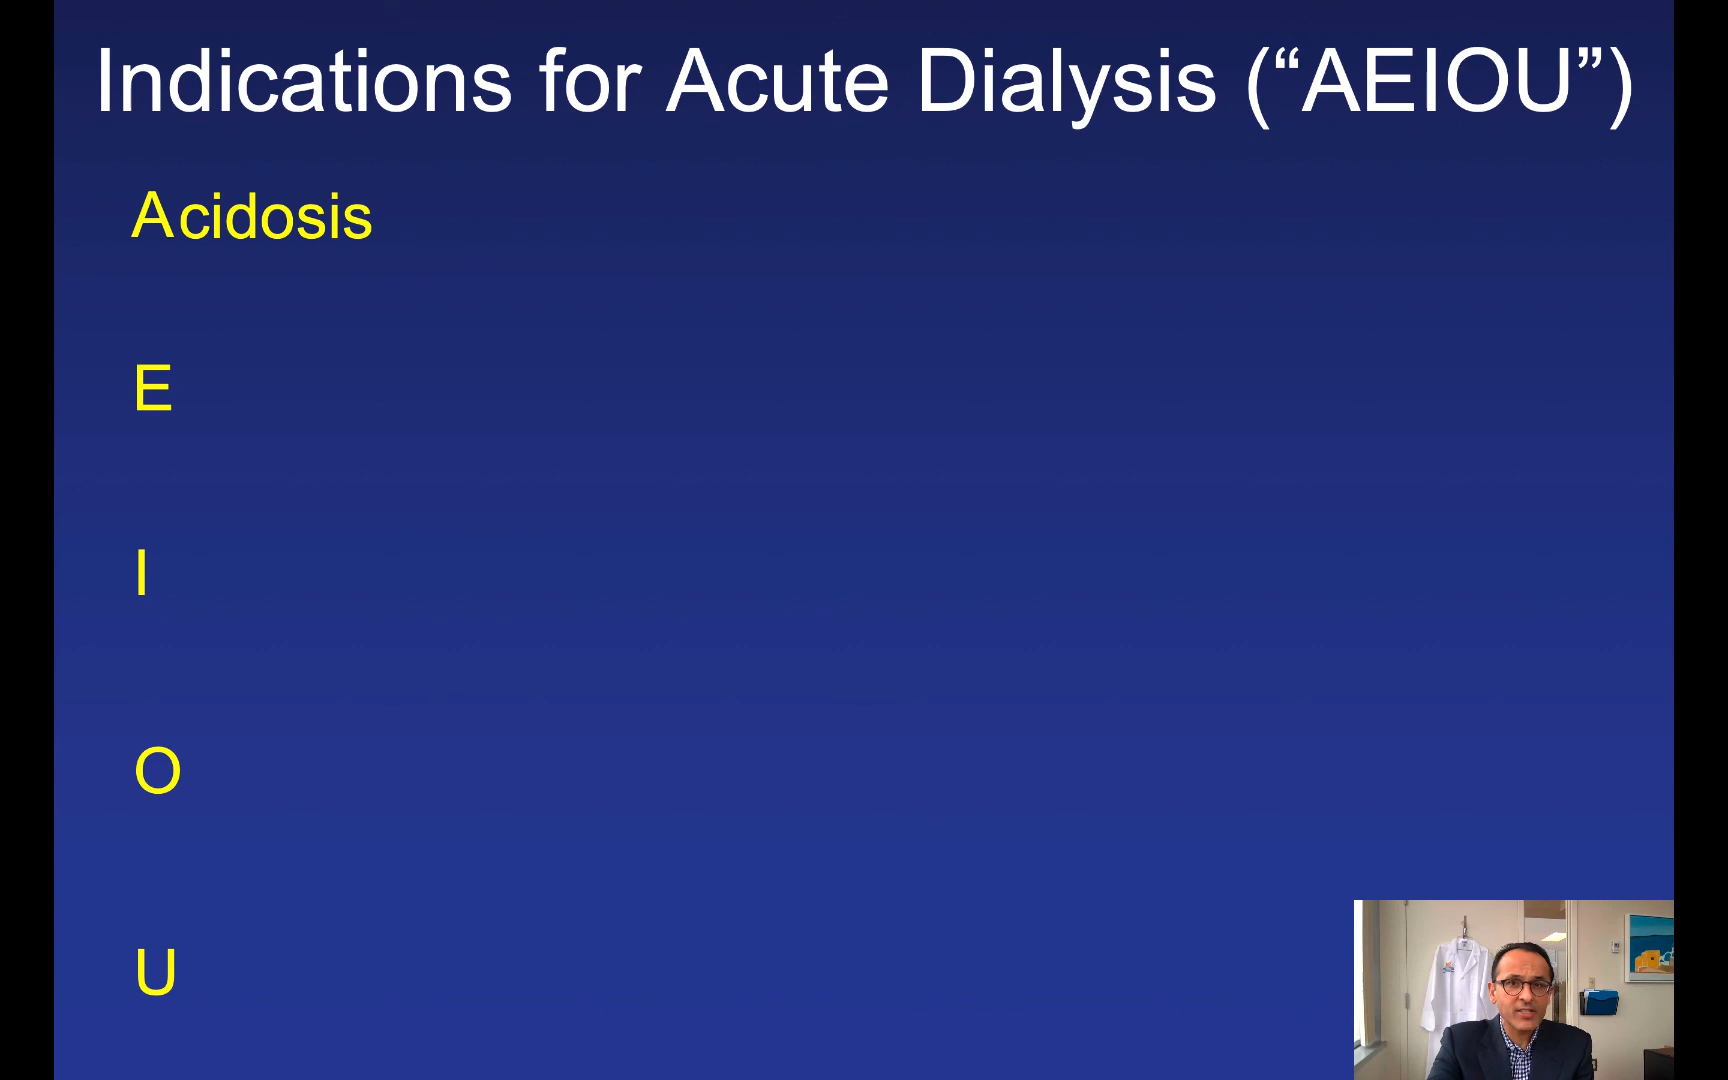 Indications for Acute Dialysis (“AEIOU”)
Acidosis
E
I
O
U